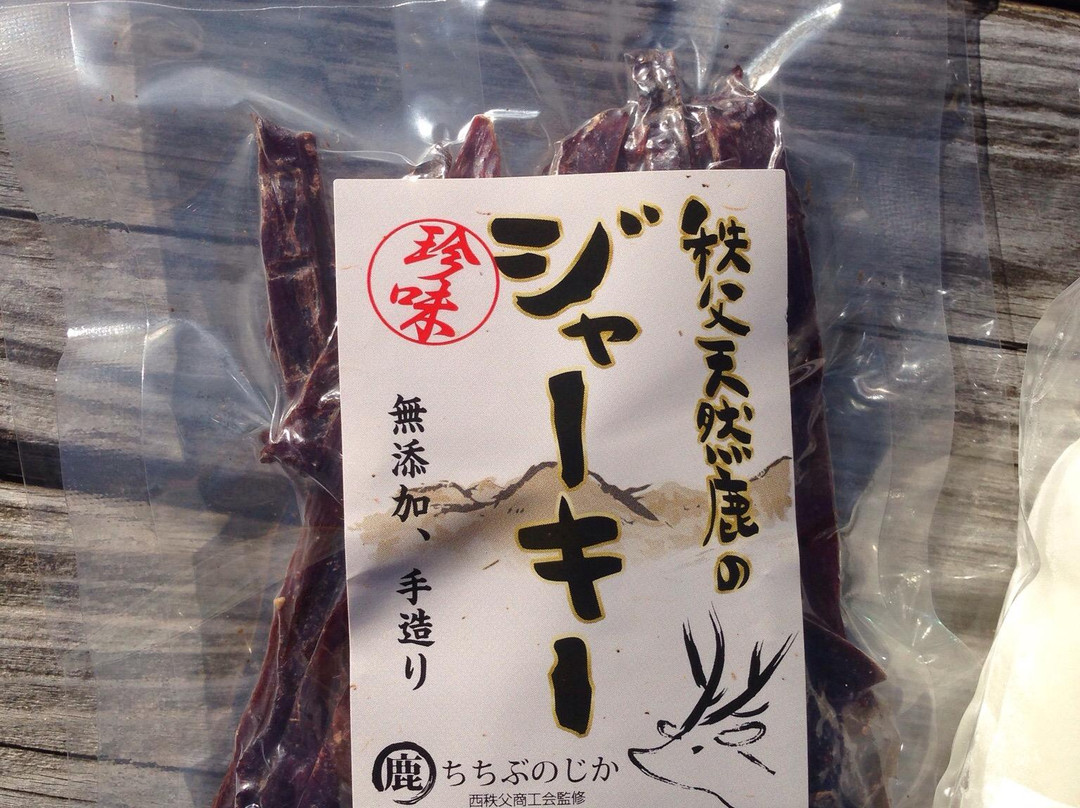 秩父天然鹿の
ジャーキー
珍味
無添加、手造り
鹿 ちちぶのじか
西秩父商工会監修